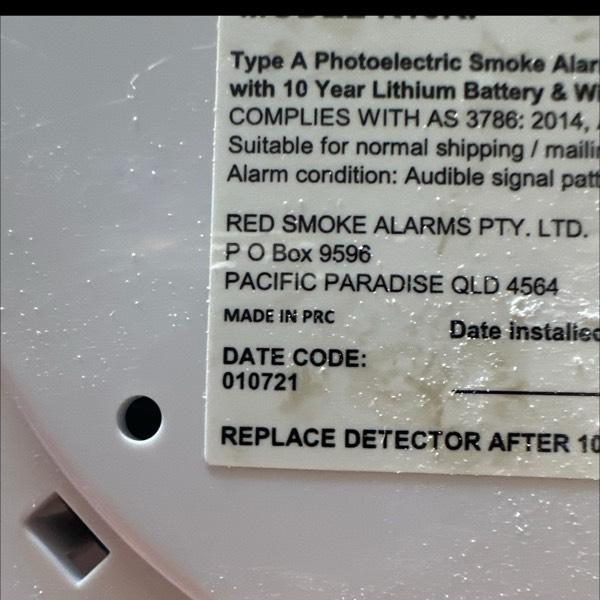 Type A Photoelectric Smoke
with 10 Year Lithium Battery &
COMPLIES WITH AS 3786: 2014,
Suitable for normal shipping /
Alarm condition: Audible signal
RED SMOKE ALARMS PTY. LTD.
P O Box 9596
PACIFIC PARADISE QLD 4564
MADE IN PRC
Date
DATE CODE:
010721
REPLACE DETECTOR AFTER 10